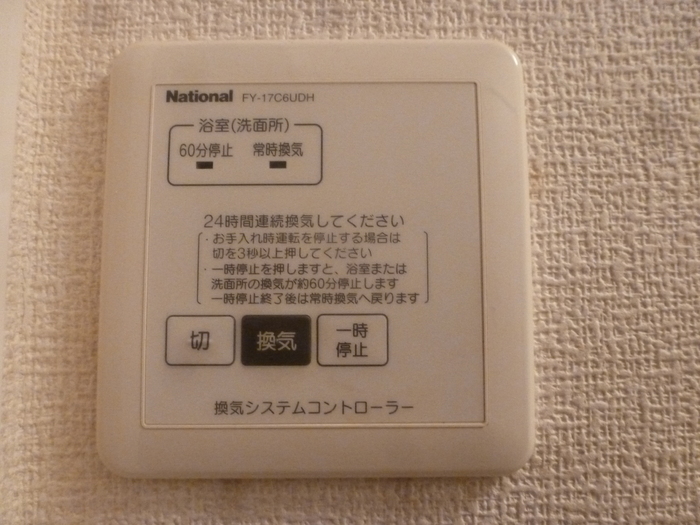 National FY-17C6UDH
浴室(洗面所)
60分停止 常時換気
24時間連続換気してください
・お手入れ時運転を停止する場合は
切を3秒以上押してください
・一時停止を押しますと、浴室または
洗面所の換気が約60分停止します
一時停止終了後は常時換気へ戻ります
切 換気 一時
停止
換気システムコントローラー